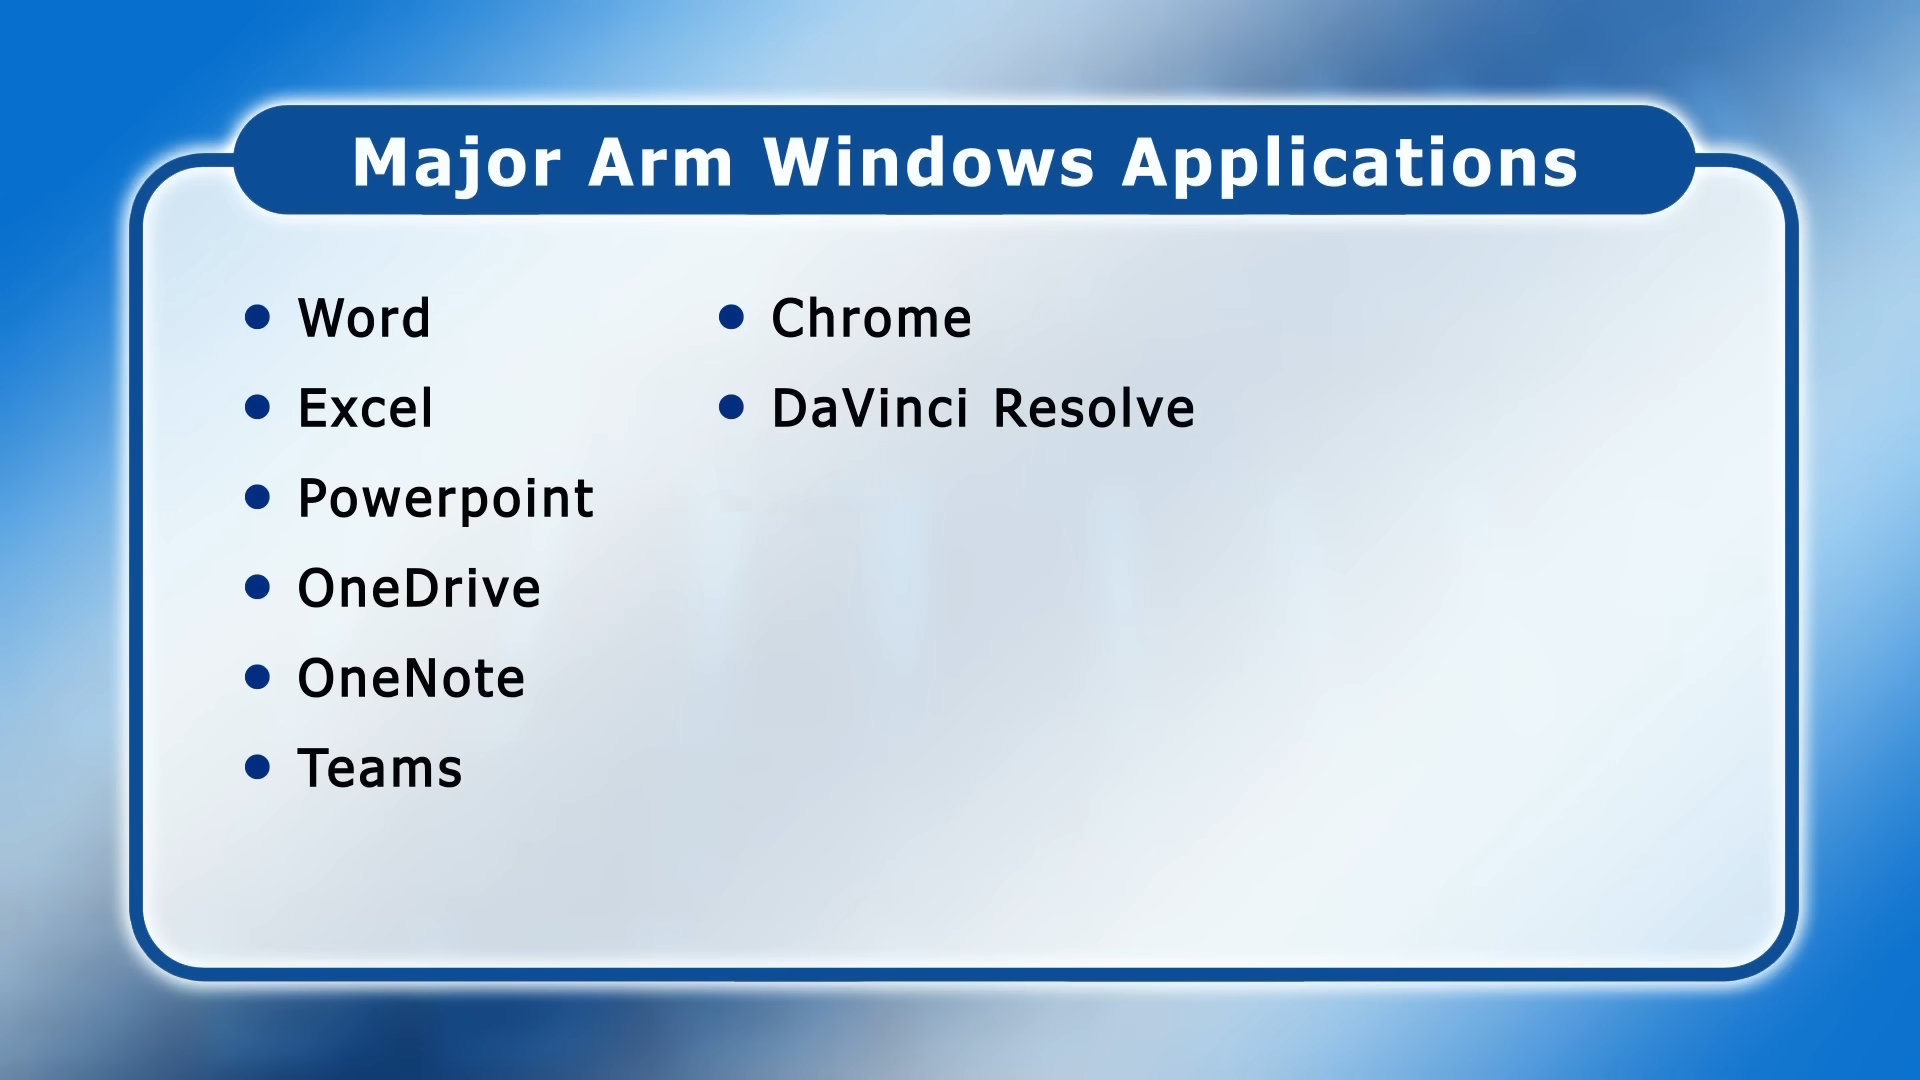 Major Arm Windows Applications
Word
Excel
Powerpoint
OneDrive
OneNote
Teams
Chrome
DaVinci Resolve